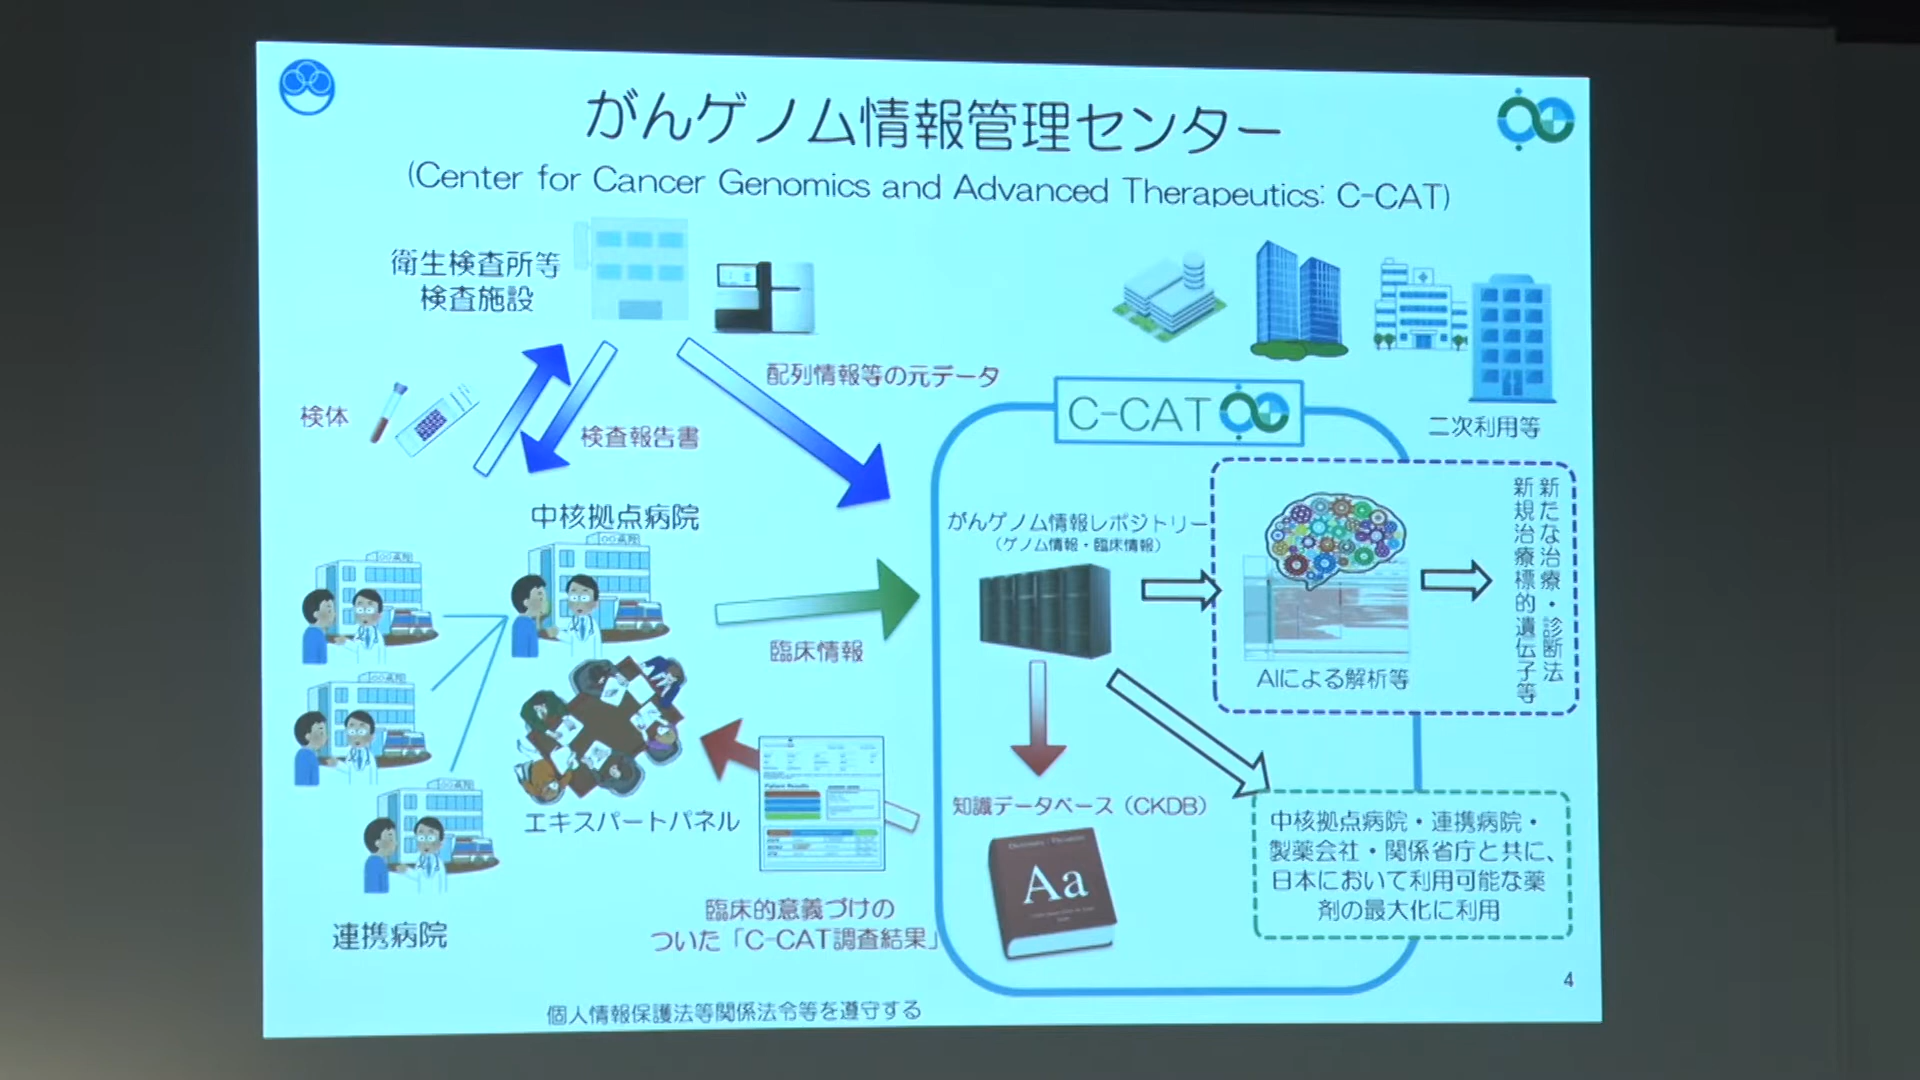 がんゲノム情報管理センター
(Center for Cancer Genomics and Advanced Therapeutics: C-CAT)
衛生検査所等
検査施設
配列情報等の元データ
検体
検査報告書
C-CAT
二次利用等
中核拠点病院
がんゲノム情報レポジトリー
(ゲノム情報・臨床情報)
新たな治療・診断法
新規治療標的遺伝子等
臨床情報
AIによる解析等
エキスパートパネル
Patient Results
知識データベース(CKDB)
Aa
中核拠点病院・連携病院・
製薬会社・関係省庁と共に、
日本において利用可能な薬
剤の最大化に利用
連携病院
臨床的意義づけの
ついた「C-CAT調査結果」
4
個人情報保護法等関係法令等を遵守する